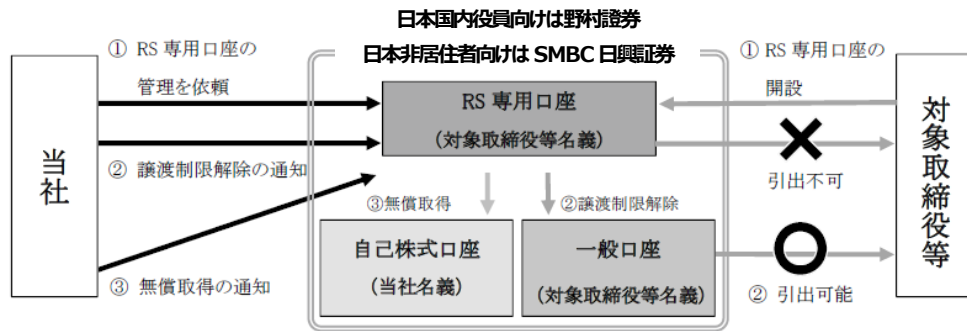 日本国内役員向けは野村證券
日本非居住者向けは SMBC 日興証券
① RS 専用口座の
管理を依頼
① RS 専用口座の
開設
RS 専用口座
(対象取締役等名義)
当社
対象取締役等
② 譲渡制限解除の通知
引出不可
③無償取得
②譲渡制限解除
自己株式口座
(当社名義)
一般口座
(対象取締役等名義)
③ 無償取得の通知
② 引出可能